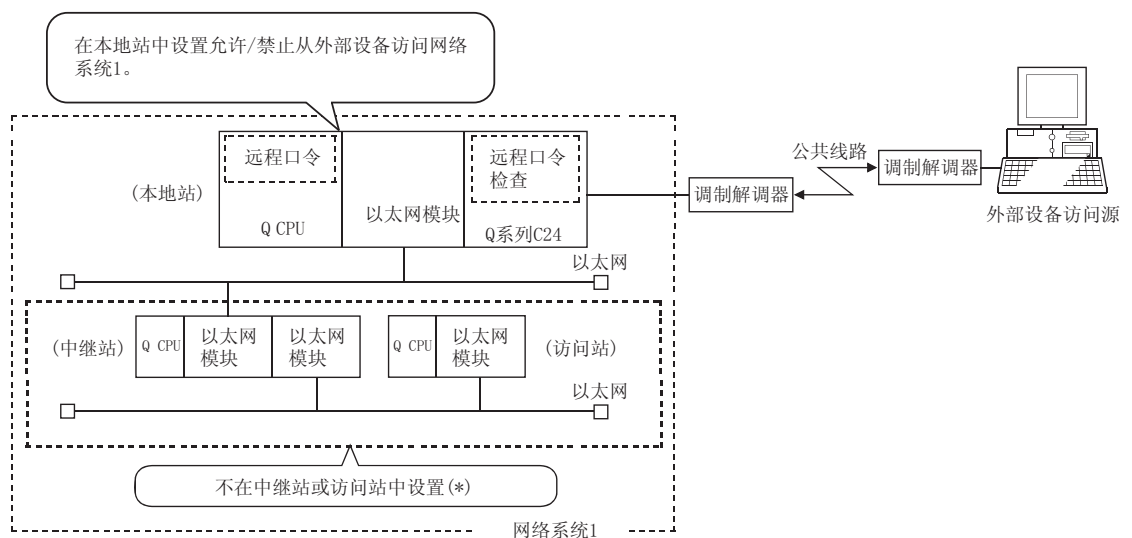 在本地站中设置允许/禁止从外部设备访问网络
系统1。
远程口令
远程口令
检查
(本地站)
Q CPU
以太网模块
Q系列C24
公共线路
调制解调器
调制解调器
外部设备访问源
以太网
(中继站)
Q CPU
以太网
模块
以太网
模块
Q CPU
以太网
模块
(访问站)
以太网
不在中继站或访问站中设置(*)
网络系统1